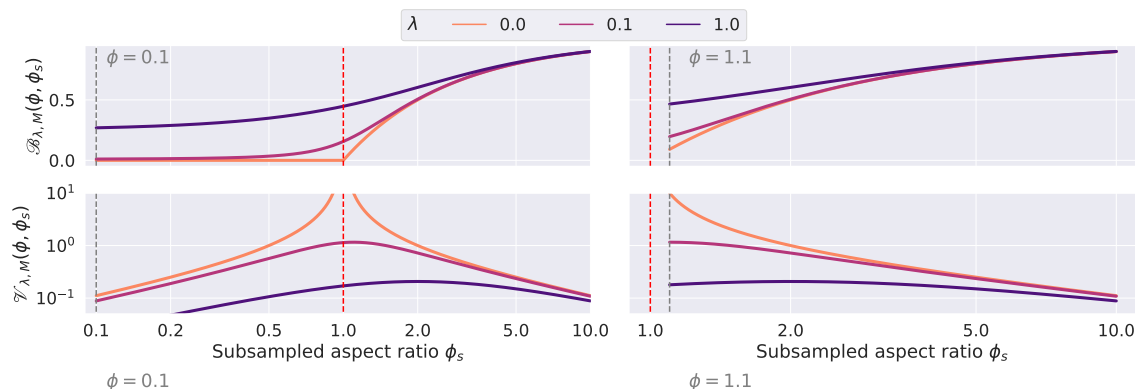 λ 0.0 0.1 1.0
ϕ = 0.1
ϕ = 1.1
ℬλ,M(ϕ, ϕs)
0.5
0.0
𝒱λ,M(ϕ, ϕs)
10¹
10⁰
10⁻¹
0.1 0.2 0.5 1.0 2.0 5.0 10.0
1.0 2.0 5.0 10.0
Subsampled aspect ratio ϕs
Subsampled aspect ratio ϕs
ϕ = 0.1
ϕ = 1.1